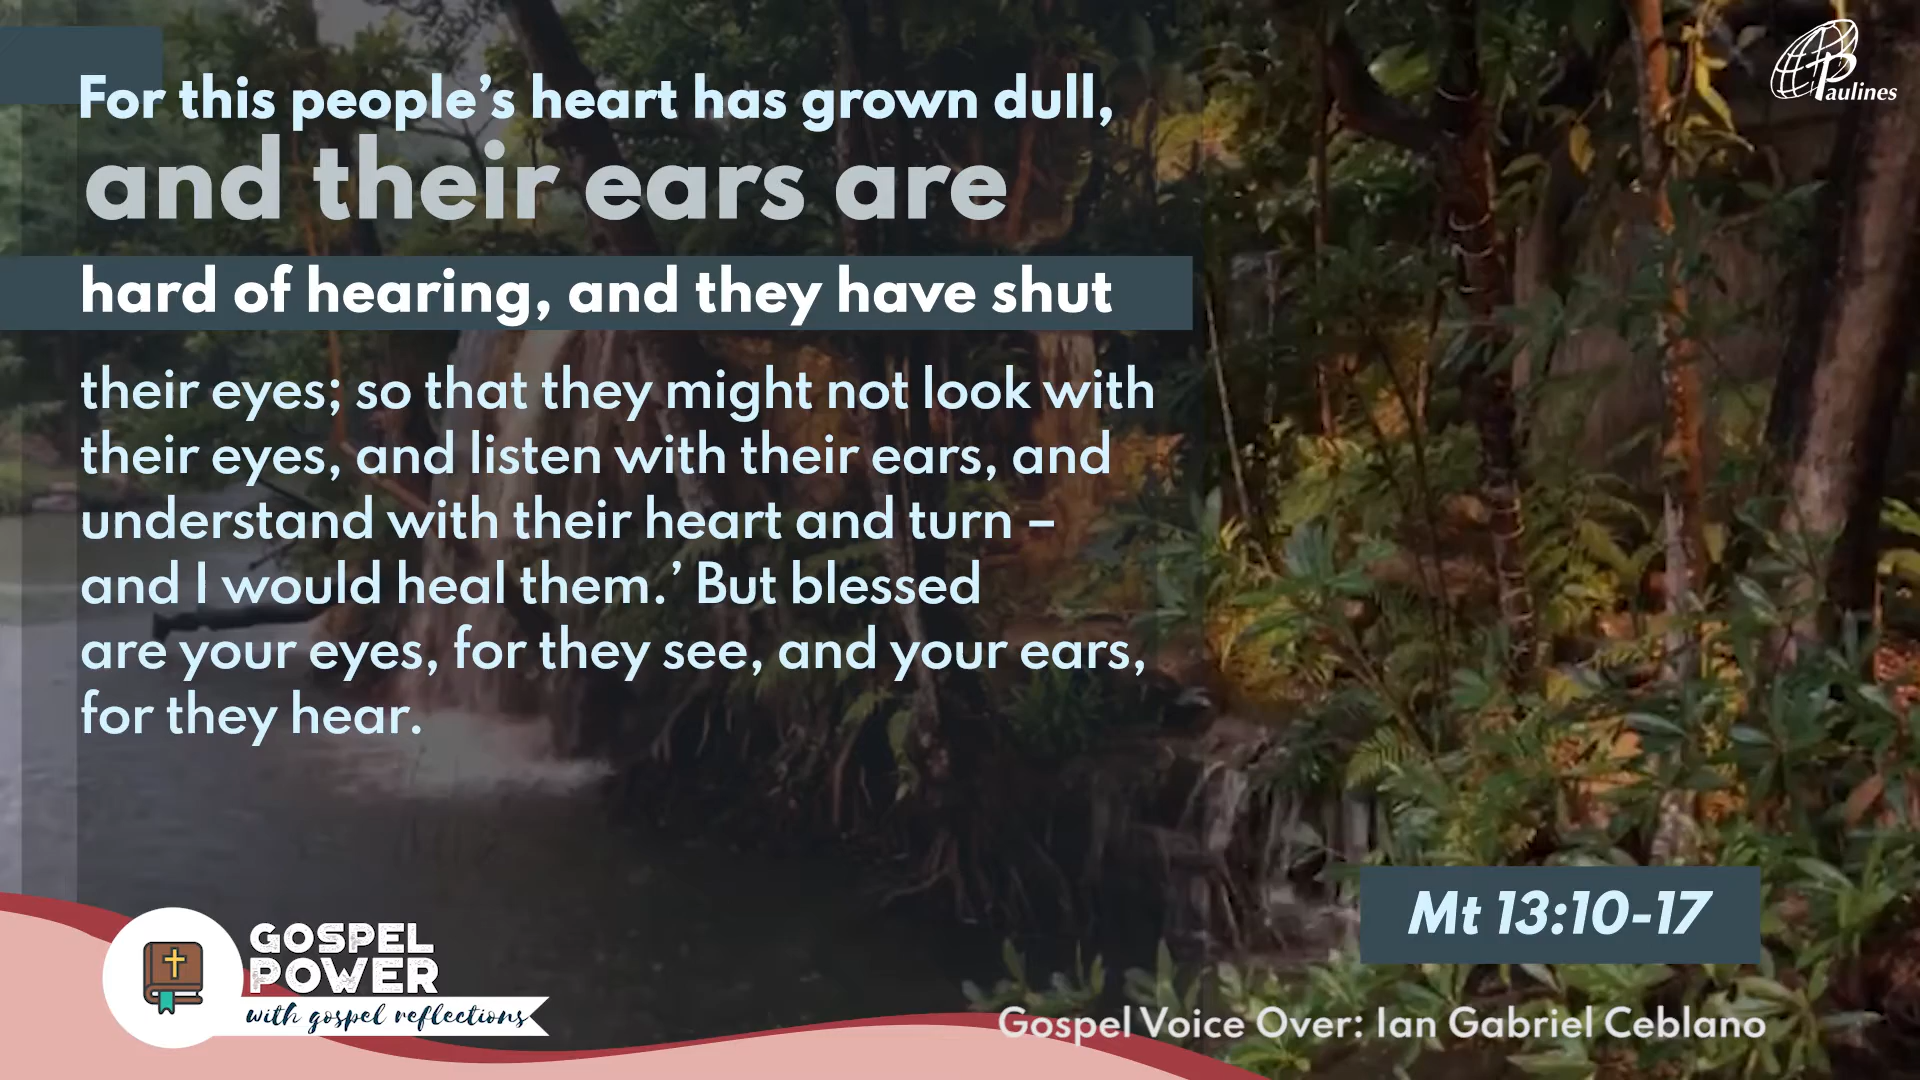 For this people’s heart has grown dull,
and their ears are
hard of hearing, and they have shut
their eyes; so that they might not look with
their eyes, and listen with their ears, and
understand with their heart and turn –
and I would heal them.’ But blessed
are your eyes, for they see, and your ears,
for they hear.
Paulines
Mt 13:10-17
GOSPEL
POWER
with gospel reflections
Gospel Voice Over: Ian Gabriel Ceblano